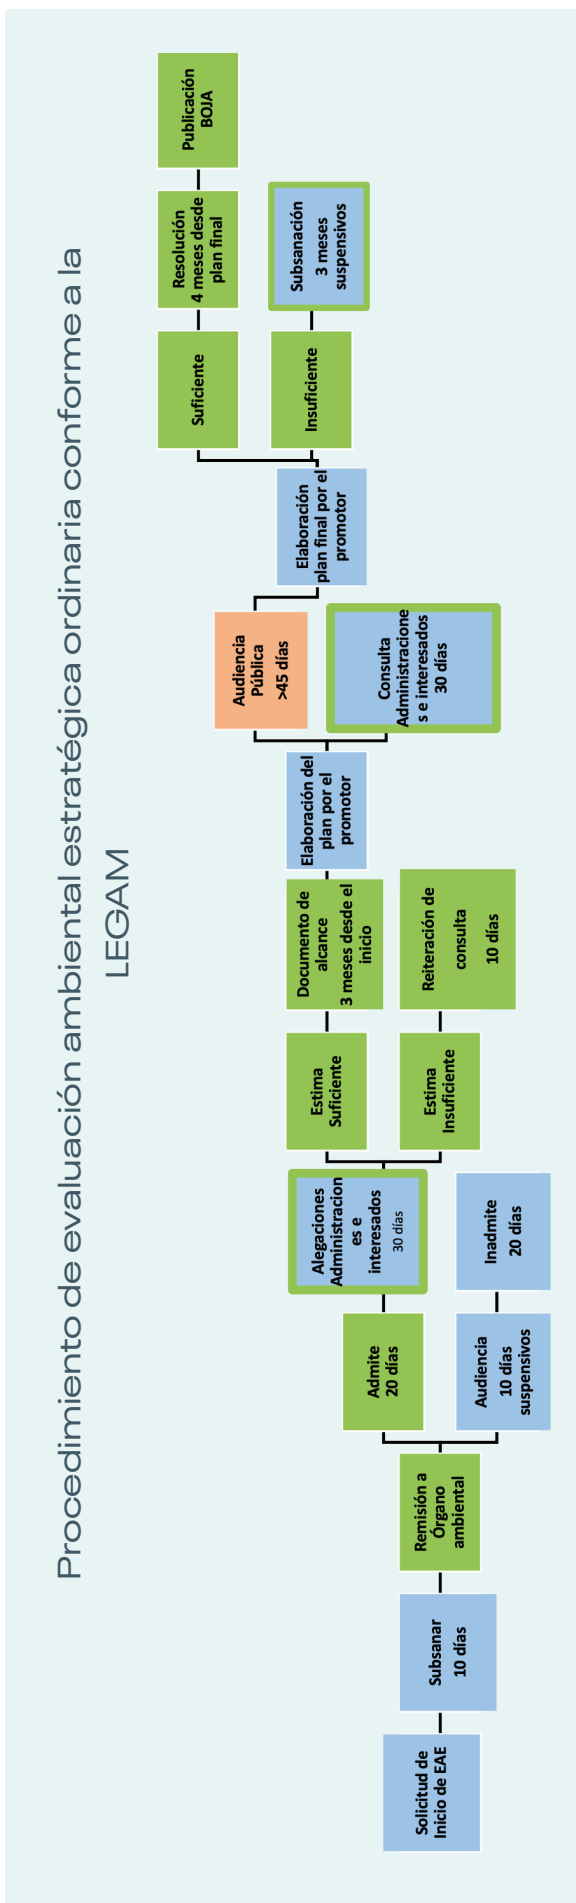 Procedimiento de evaluación ambiental estratégica ordinaria conforme a la
LEGAM
Solicitud de
Inicio de EAE
Subsanar
10 días
Remisión a
Órgano
ambiental
Admite
20 días
Audiencia
10 días
suspensivos
Inadmite
20 días
Alegaciones
Administracion
es e
interesados
30 días
Estima
Suficiente
Estima
Insuficiente
Documento de
alcance
3 meses desde el
inicio
Reiteración de
consulta
10 días
Elaboración del
plan por el
promotor
Audiencia
Pública
>45 días
Consulta
Administracione
s e interesados
30 días
Elaboración
plan final por el
promotor
Suficiente
Insuficiente
Resolución
4 meses desde
plan final
Subsanación
3 meses
suspensivos
Publicación
BOJA